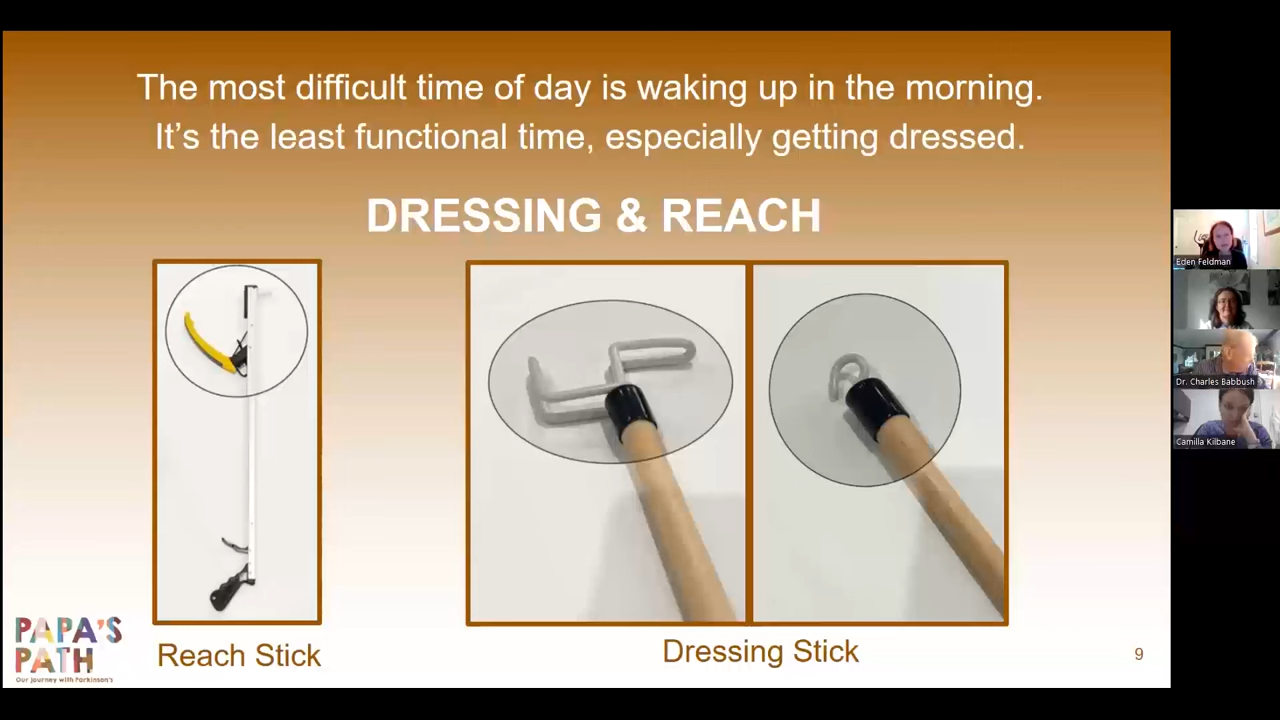 The most difficult time of day is waking up in the morning.
It’s the least functional time, especially getting dressed.
DRESSING & REACH
Eden Feldman
Dr. Charles Babbush
Camilla Kilbane
PAPA'S
PATH
Our journey with Parkinson's
Reach Stick
Dressing Stick
9